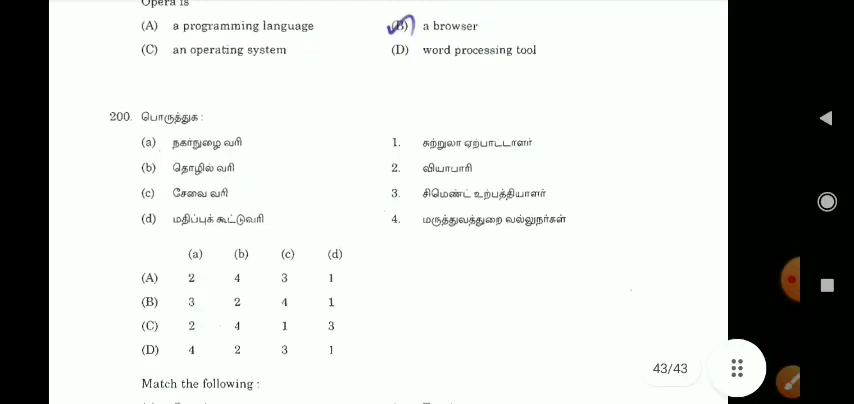 Opera is
(A) a programming language (B) a browser
(C) an operating system (D) word processing tool
200. பொருத்துக :
(a) நகர்நுழை வரி 1. சுற்றுலா ஏற்பாட்டாளர்
(b) தொழில் வரி 2. வியாபாரி
(c) சேவை வரி 3. சிமெண்ட் உற்பத்தியாளர்
(d) மதிப்புக் கூட்டுவரி 4. மருத்துவத்துறை வல்லுநர்கள்
(a) (b) (c) (d)
(A) 2 4 3 1
(B) 3 2 4 1
(C) 2 4 1 3
(D) 4 2 3 1
43/43
Match the following :